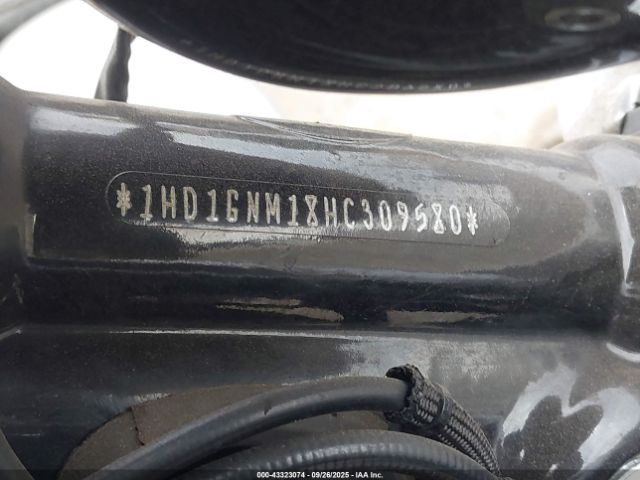 *1HD1GNM18HC309580*
000-43323074 - 09/26/2025 - IAA Inc.